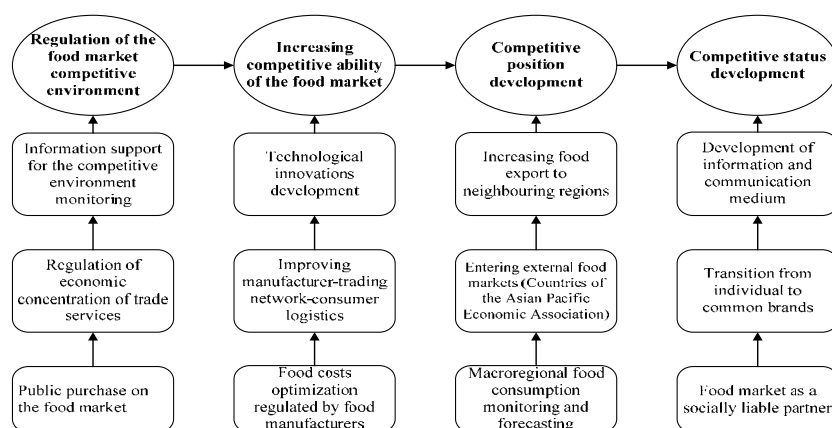 Regulation of the
food market
competitive
environment
Increasing
competitive ability
of the food market
Competitive
position
development
Competitive status
development
Information support
for the competitive
environment
monitoring
Technological
innovations
development
Increasing food
export to
neighbouring regions
Development of
information and
communication
medium
Regulation of
economic
concentration of trade
services
Improving
manufacturer-trading
network-consumer
logistics
Entering external food
markets (Countries of
the Asian Pacific
Economic Association)
Transition from
individual to
common brands
Public purchase on
the food market
Food costs
optimization
regulated by food
manufacturers
Macroregional food
consumption
monitoring and
forecasting
Food market as a
socially liable partner